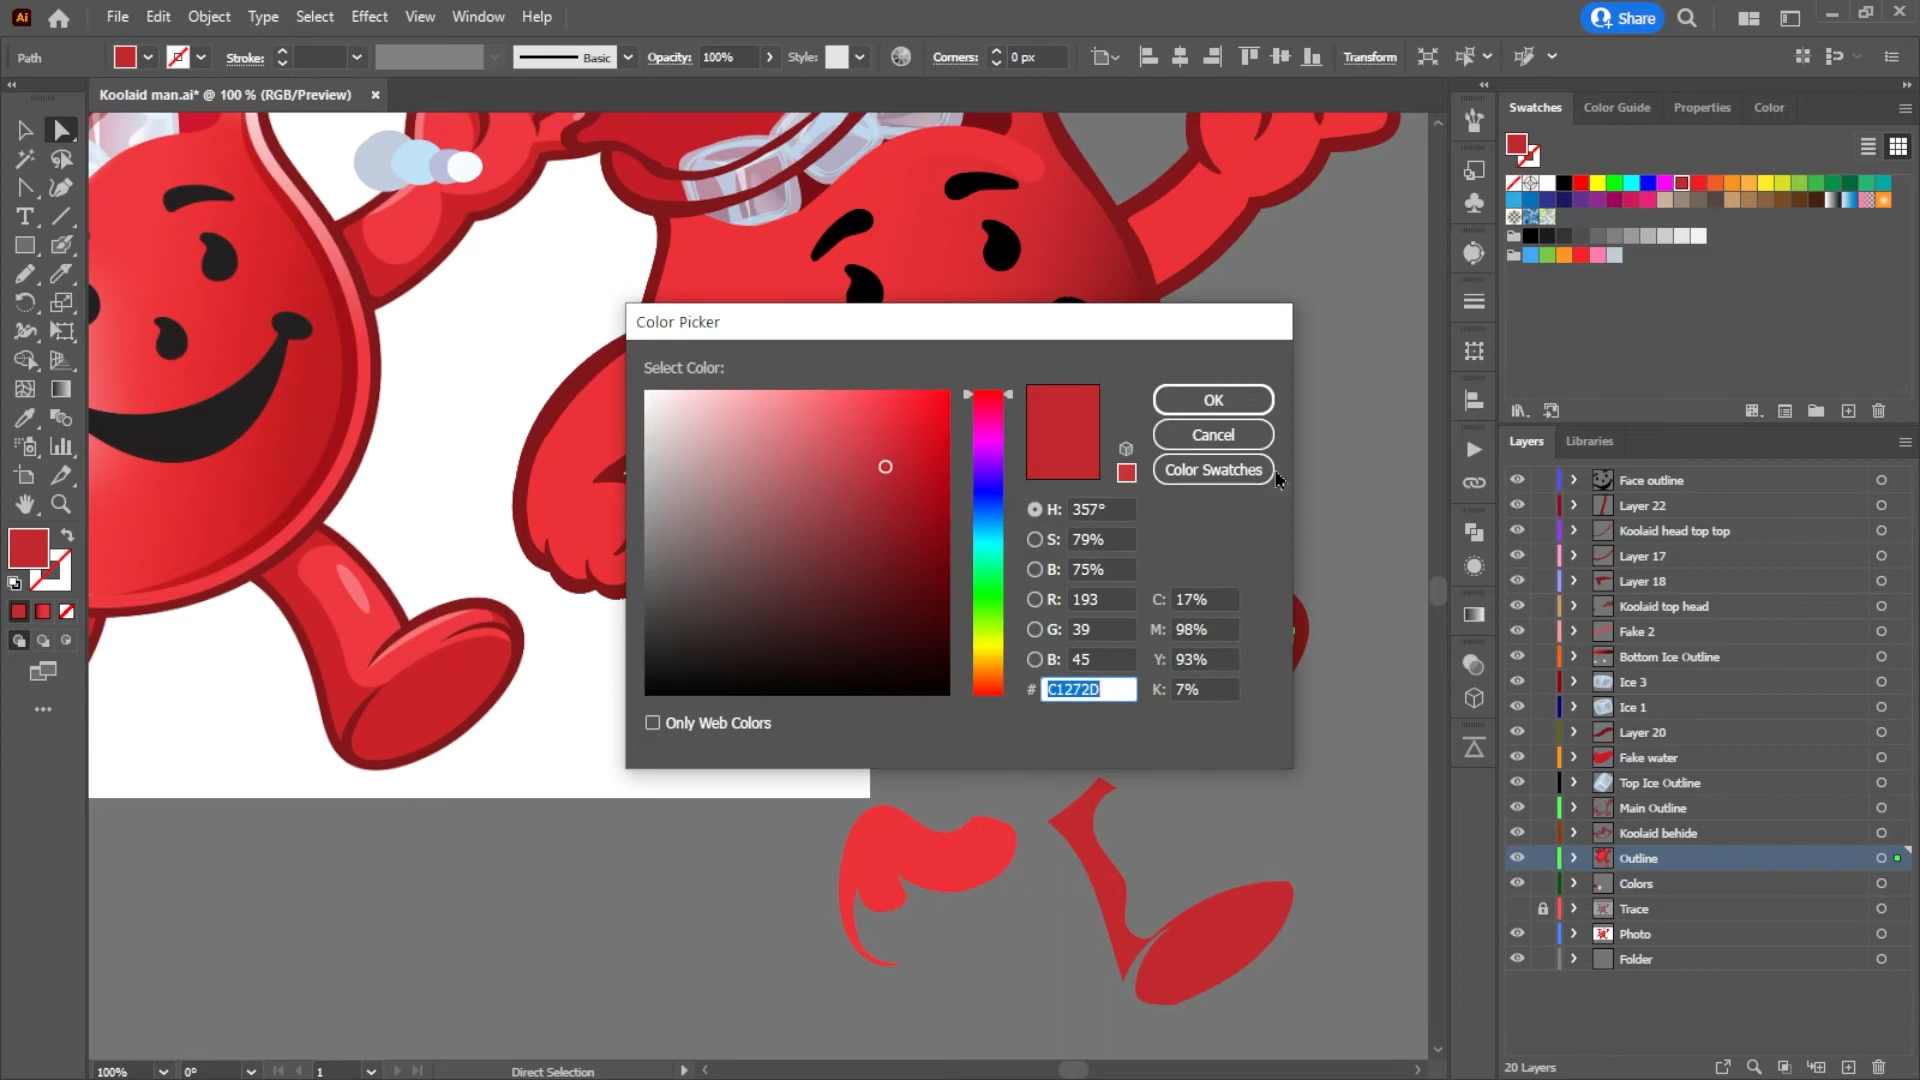 Ai File Edit Object Type Select Effect View Window Help Share
Path Stroke: Basic Opacity: 100% Style: Corners: 0 px Transform
Koolaid man.ai* @ 100 % (RGB/Preview) ×
Swatches Color Guide Properties Color
Color Picker
Select Color:
OK
Cancel
Color Swatches
H: 357°
S: 79%
B: 75%
R: 193 C: 17%
G: 39 M: 98%
B: 45 Y: 93%
# C1272D K: 7%
Only Web Colors
Layers Libraries
Face outline
Layer 22
Koolaid head top top
Layer 17
Layer 18
Koolaid top head
Fake 2
Bottom Ice Outline
Ice 3
Ice 1
Layer 20
Fake water
Top Ice Outline
Main Outline
Koolaid behide
Outline
Colors
Trace
Photo
Folder
20 Layers
100% 0° 1 Direct Selection